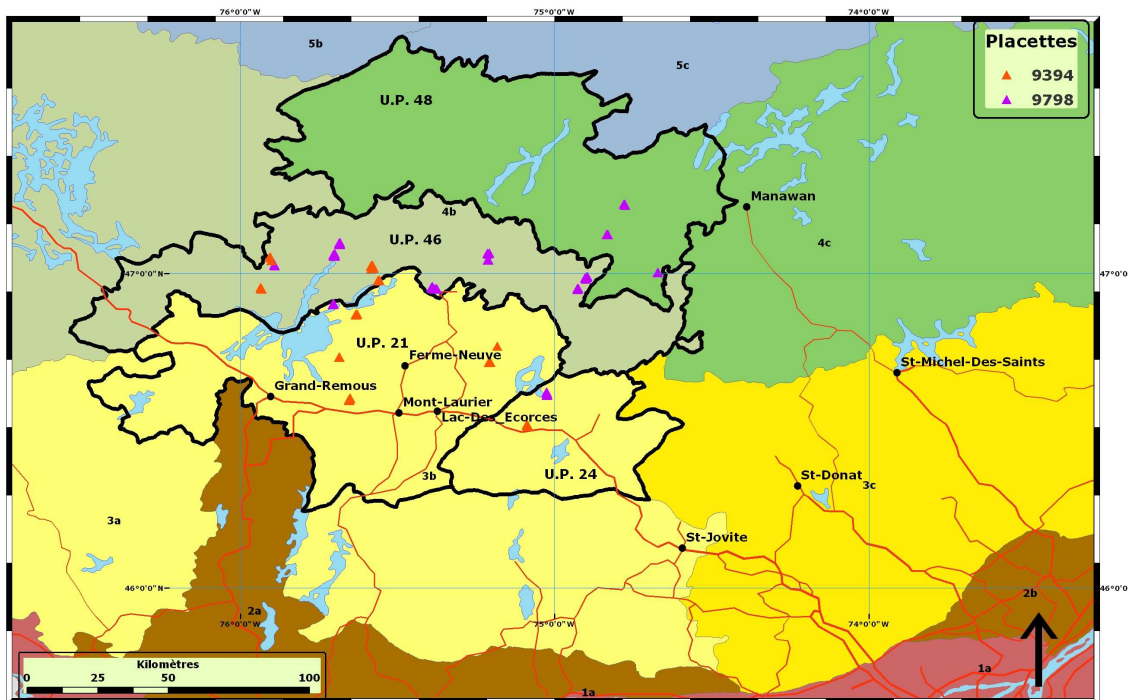 76°0'0"W
75°0'0"W
74°0'0"W
5b
5c
Placettes
9394
9798
U.P. 48
4b
Manawan
U.P. 46
4c
47°0'0"N
47°0'0"N
U.P. 21
Ferme-Neuve
St-Michel-Des-Saints
Grand-Remous
Mont-Laurier
Lac-Des_Ecorces
3b
U.P. 24
St-Donat
3c
3a
St-Jovite
46°0'0"N
46°0'0"N
2b
2a
76°0'0"W
75°0'0"W
74°0'0"W
Kilomètres
0 25 50 100
1a
1a